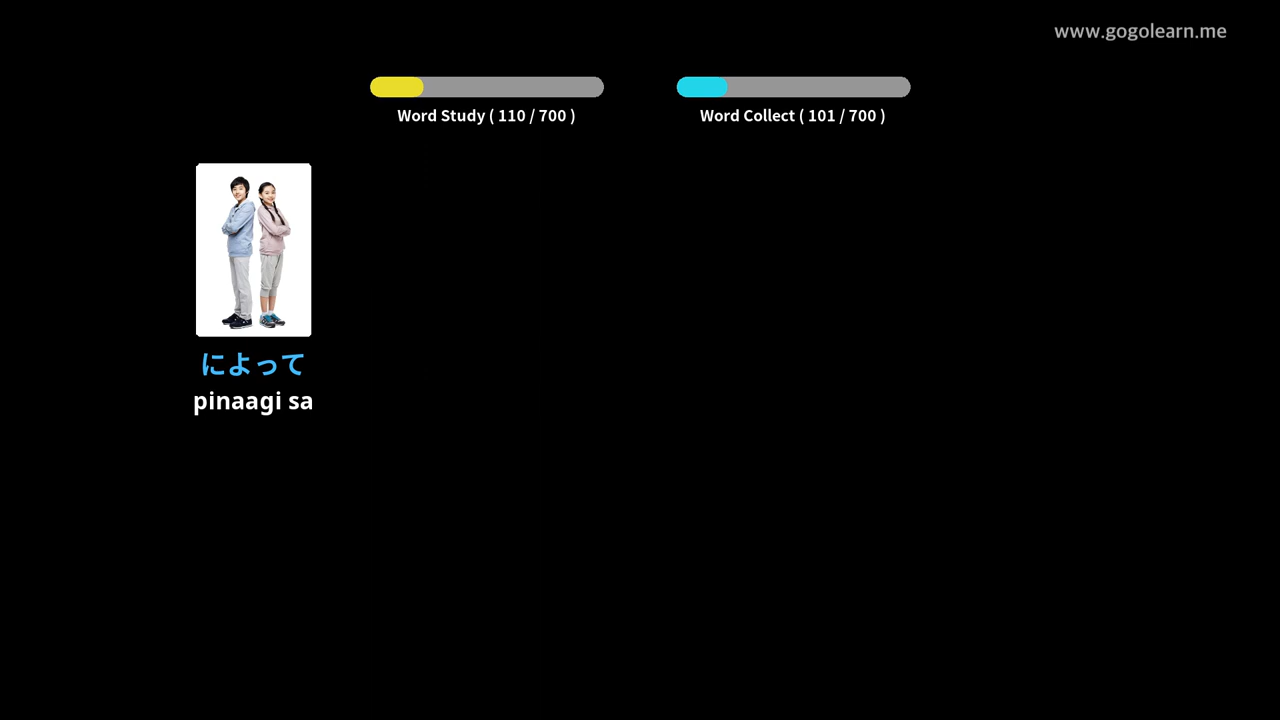 www.gogolearn.me
Word Study ( 110 / 700 )
Word Collect ( 101 / 700 )
によって
pinaagi sa